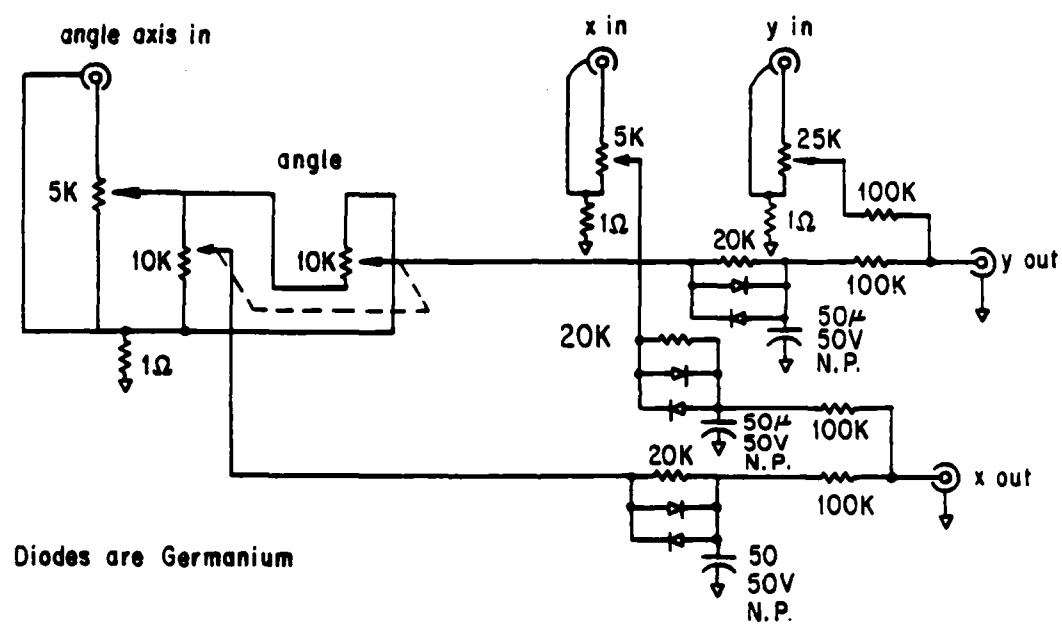 angle axis in
x in
y in
5K
angle
5K
25K
10K
10K
1Ω
1Ω
1Ω
100K
20K
100K
y out
50μ
50V
N.P.
20K
50μ
50V
N.P.
100K
20K
100K
x out
50
50V
N.P.
Diodes are Germanium